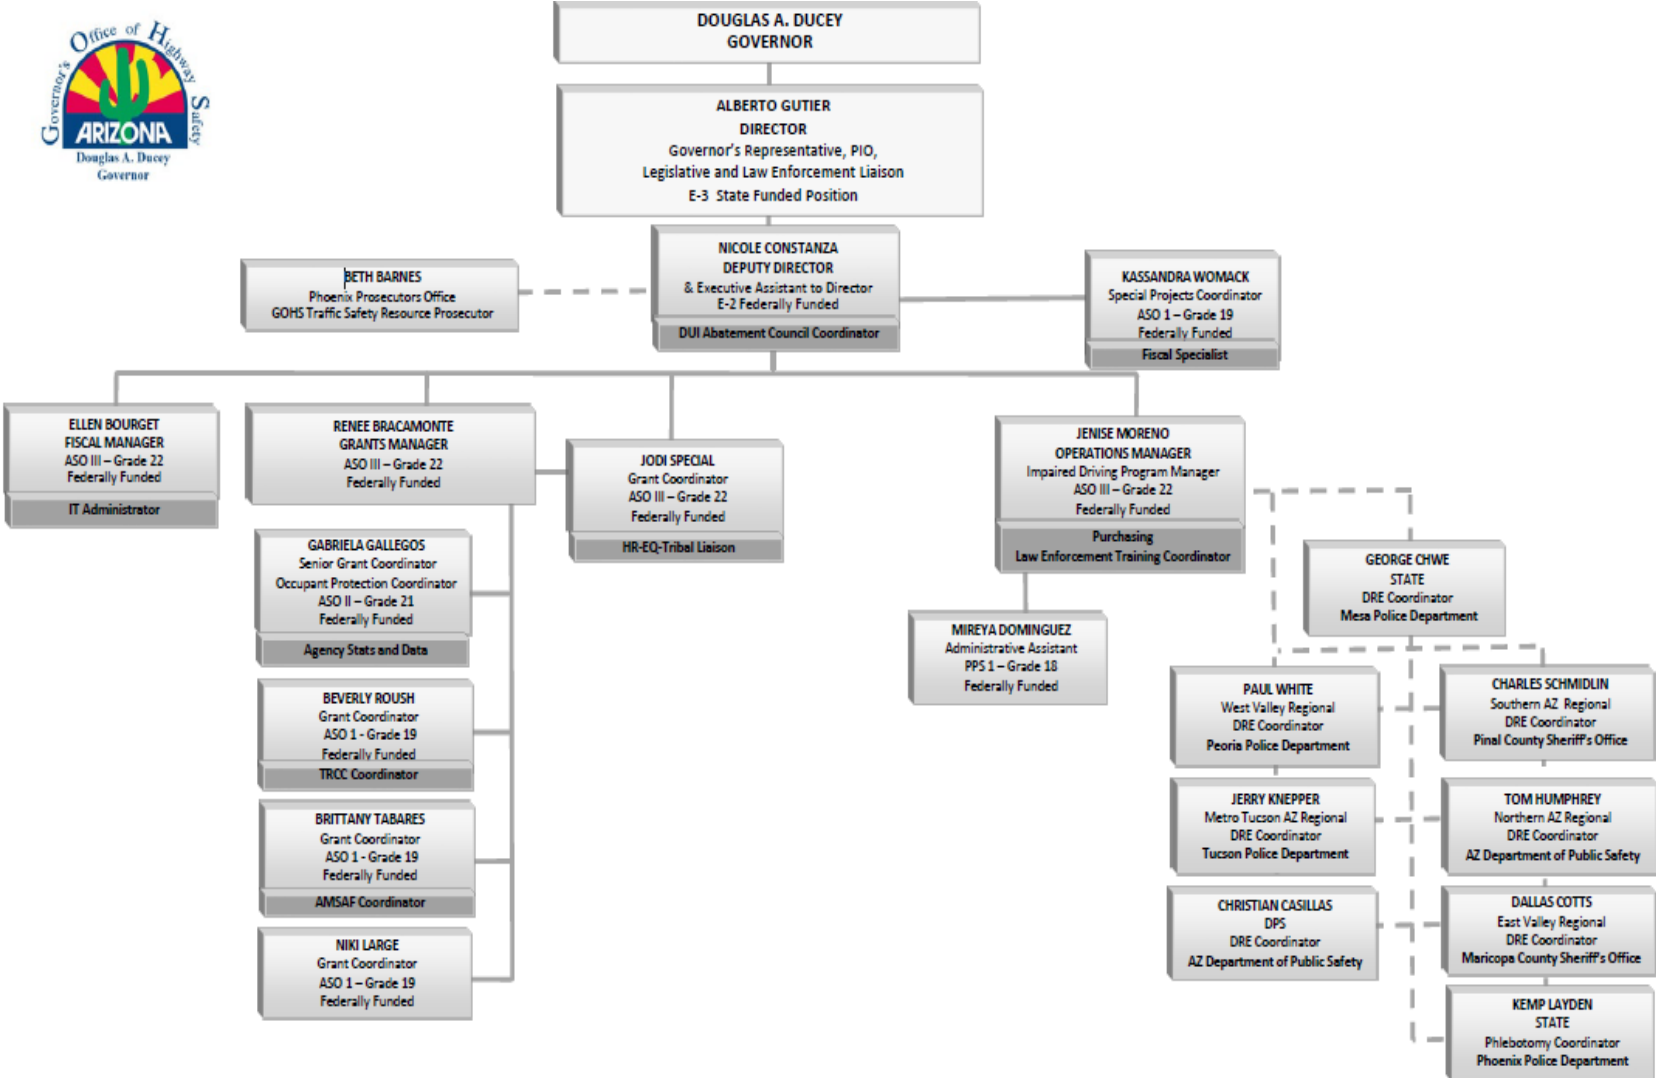 Governor's Office of Highway Safety
ARIZONA
Douglas A. Ducey
Governor
DOUGLAS A. DUCEY
GOVERNOR
ALBERTO GUTIER
DIRECTOR
Governor's Representative, PIO,
Legislative and Law Enforcement Liaison
E-3 State Funded Position
NICOLE CONSTANZA
DEPUTY DIRECTOR
& Executive Assistant to Director
E-2 Federally Funded
DUI Abatement Council Coordinator
BETH BARNES
Phoenix Prosecutors Office
GOHS Traffic Safety Resource Prosecutor
KASSANDRA WOMACK
Special Projects Coordinator
ASO 1 – Grade 19
Federally Funded
Fiscal Specialist
ELLEN BOURGET
FISCAL MANAGER
ASO III – Grade 22
Federally Funded
IT Administrator
RENEE BRACAMONTE
GRANTS MANAGER
ASO III – Grade 22
Federally Funded
JODI SPECIAL
Grant Coordinator
ASO III – Grade 22
Federally Funded
HR-EQ-Tribal Liaison
JENISE MORENO
OPERATIONS MANAGER
Impaired Driving Program Manager
ASO III – Grade 22
Federally Funded
Purchasing
Law Enforcement Training Coordinator
GABRIELA GALLEGOS
Senior Grant Coordinator
Occupant Protection Coordinator
ASO II – Grade 21
Federally Funded
Agency Stats and Data
BEVERLY ROUSH
Grant Coordinator
ASO 1 - Grade 19
Federally Funded
TRCC Coordinator
BRITTANY TABARES
Grant Coordinator
ASO 1 - Grade 19
Federally Funded
AMSAF Coordinator
NIKI LARGE
Grant Coordinator
ASO 1 – Grade 19
Federally Funded
MIREYA DOMINGUEZ
Administrative Assistant
PPS 1 – Grade 18
Federally Funded
GEORGE CHWE
STATE
DRE Coordinator
Mesa Police Department
PAUL WHITE
West Valley Regional
DRE Coordinator
Peoria Police Department
CHARLES SCHMIDLIN
Southern AZ Regional
DRE Coordinator
Pinal County Sheriff's Office
JERRY KNEPPER
Metro Tucson AZ Regional
DRE Coordinator
Tucson Police Department
TOM HUMPHREY
Northern AZ Regional
DRE Coordinator
AZ Department of Public Safety
CHRISTIAN CASILLAS
DPS
DRE Coordinator
AZ Department of Public Safety
DALLAS COTTS
East Valley Regional
DRE Coordinator
Maricopa County Sheriff's Office
KEMP LAYDEN
STATE
Phlebotomy Coordinator
Phoenix Police Department